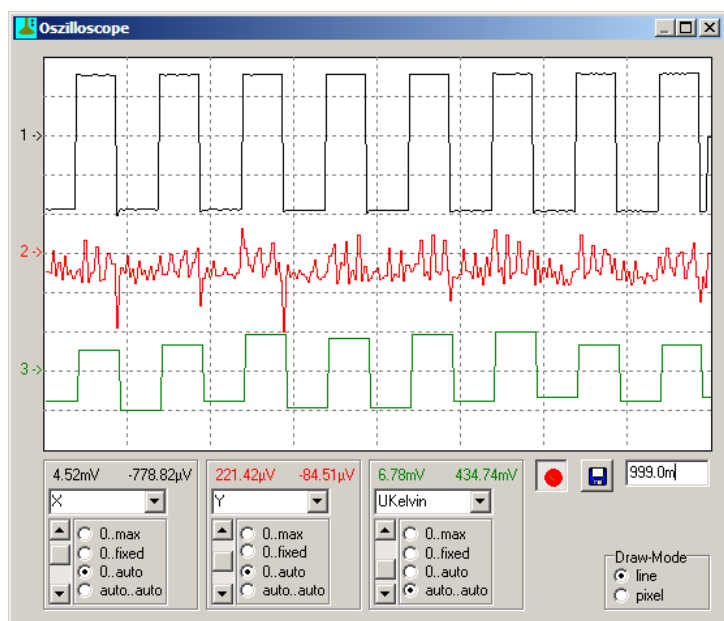 Oszilloscope
1 ->
2 ->
3 ->
4.52mV -778.82µV
X
0..max
0..fixed
0..auto
auto..auto
221.42µV -84.51µV
Y
0..max
0..fixed
0..auto
auto..auto
6.78mV 434.74mV
UKelvin
0..max
0..fixed
0..auto
auto..auto
999.0m
Draw-Mode
line
pixel